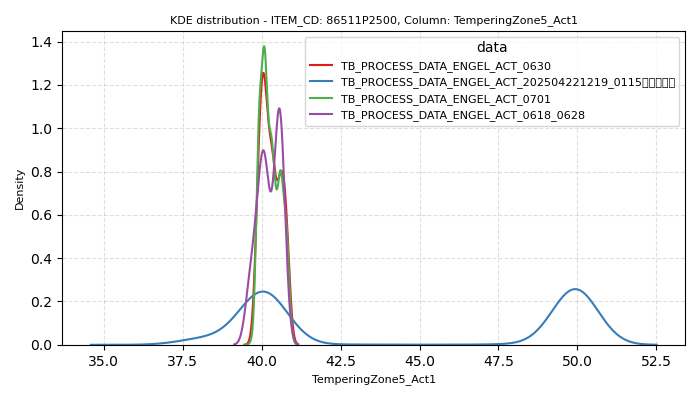 KDE distribution - ITEM_CD: 86511P2500, Column: TemperingZone5_Act1
data
TB_PROCESS_DATA_ENGEL_ACT_0630
TB_PROCESS_DATA_ENGEL_ACT_202504221219_0115
TB_PROCESS_DATA_ENGEL_ACT_0701
TB_PROCESS_DATA_ENGEL_ACT_0618_0628
Density
1.4
1.2
1.0
0.8
0.6
0.4
0.2
0.0
35.0 37.5 40.0 42.5 45.0 47.5 50.0 52.5
TemperingZone5_Act1